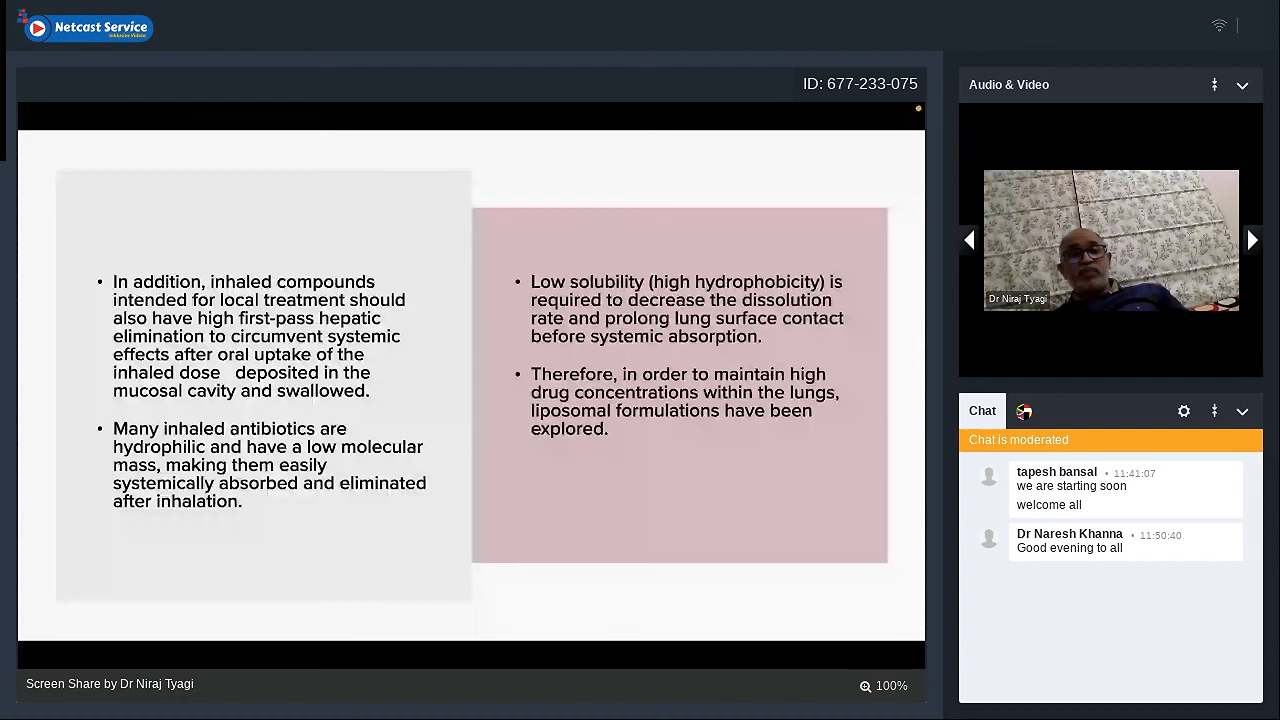 Netcast Service
Inklusive Videos
ID: 677-233-075
• In addition, inhaled compounds
intended for local treatment should
also have high first-pass hepatic
elimination to circumvent systemic
effects after oral uptake of the
inhaled dose deposited in the
mucosal cavity and swallowed.
• Many inhaled antibiotics are
hydrophilic and have a low molecular
mass, making them easily
systemically absorbed and eliminated
after inhalation.
• Low solubility (high hydrophobicity) is
required to decrease the dissolution
rate and prolong lung surface contact
before systemic absorption.
• Therefore, in order to maintain high
drug concentrations within the lungs,
liposomal formulations have been
explored.
Screen Share by Dr Niraj Tyagi
100%
Audio & Video
Dr Niraj Tyagi
Chat
Chat is moderated
tapesh bansal • 11:41:07
we are starting soon
welcome all
Dr Naresh Khanna • 11:50:40
Good evening to all